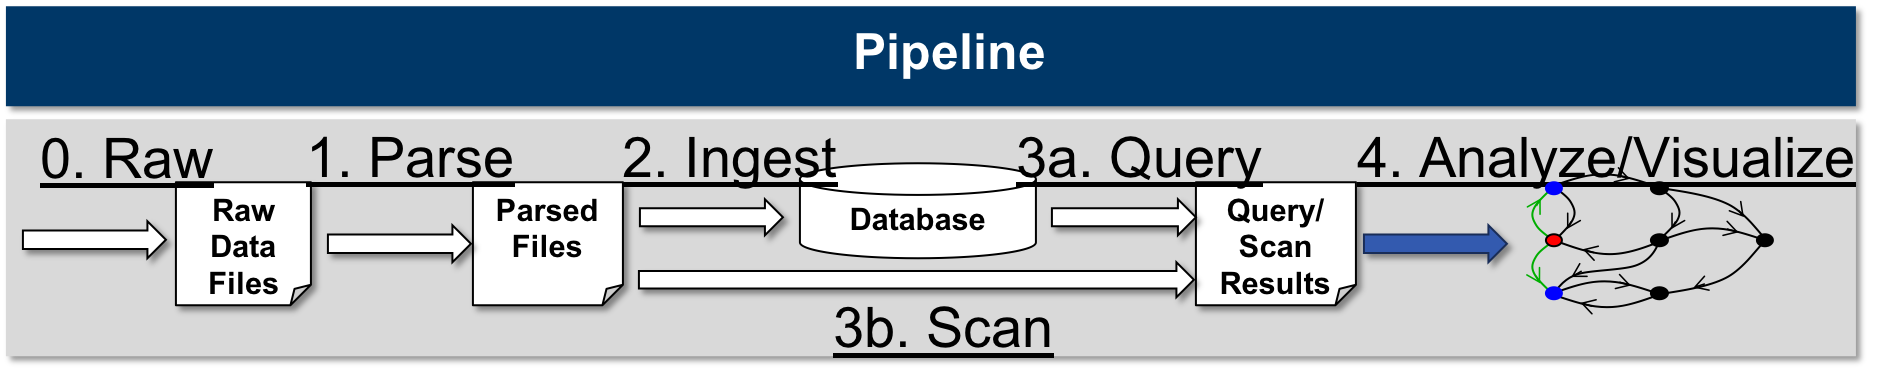 Pipeline
0. Raw
1. Parse
2. Ingest
3a. Query
4. Analyze/Visualize
Raw
Data
Files
Parsed
Files
Database
Query/
Scan
Results
3b. Scan